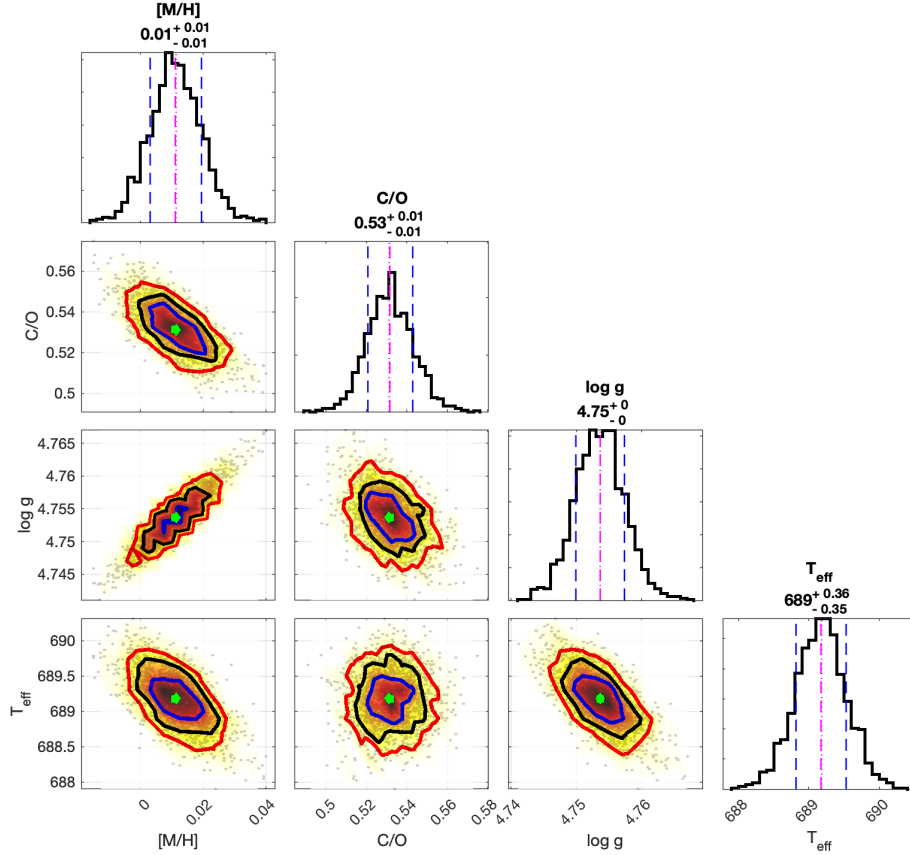 [M/H]
0.01 + 0.01 - 0.01
C/O
0.53 + 0.01 - 0.01
0.56
0.54
0.52
0.5
C/O
log g
4.75 + 0 - 0
4.765
4.76
4.755
4.75
4.745
log g
T eff
689 + 0.36 - 0.35
690
689.5
689
688.5
688
T eff
0 0.02 0.04
0.5 0.52 0.54 0.56 0.58
4.74 4.75 4.76
688 689 690
[M/H] C/O log g T eff